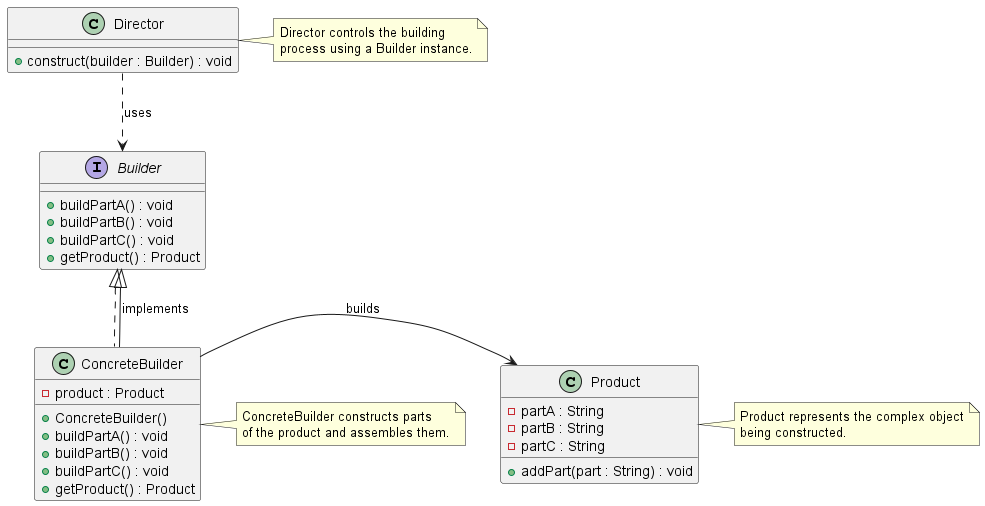 C Director
+ construct(builder : Builder) : void
Director controls the building
process using a Builder instance.
uses
I Builder
buildPartA() : void
buildPartB() : void
buildPartC() : void
getProduct() : Product
implements
builds
C ConcreteBuilder
product : Product
ConcreteBuilder()
buildPartA() : void
buildPartB() : void
buildPartC() : void
getProduct() : Product
ConcreteBuilder constructs parts
of the product and assembles them.
C Product
partA : String
partB : String
partC : String
addPart(part : String) : void
Product represents the complex object
being constructed.